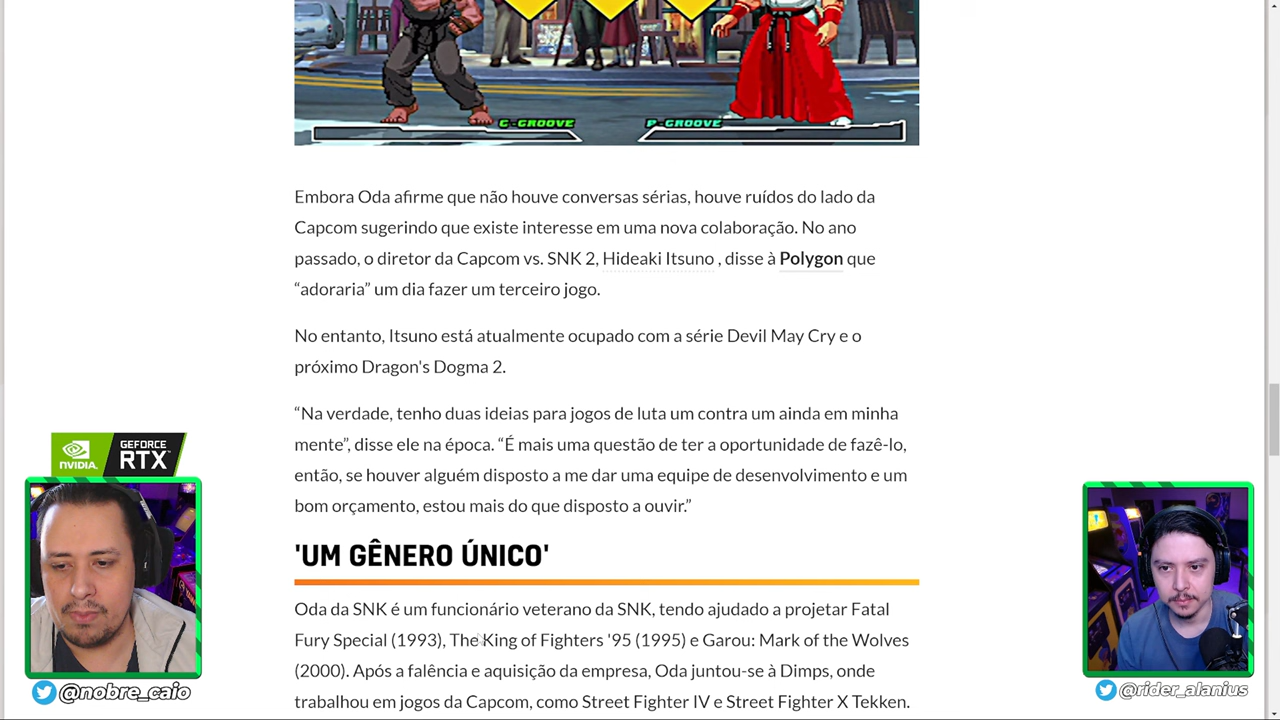 C-GROOVE P-GROOVE
Embora Oda afirme que não houve conversas sérias, houve ruídos do lado da
Capcom sugerindo que existe interesse em uma nova colaboração. No ano
passado, o diretor da Capcom vs. SNK 2, Hideaki Itsuno , disse à Polygon que
“adoraria” um dia fazer um terceiro jogo.
No entanto, Itsuno está atualmente ocupado com a série Devil May Cry e o
próximo Dragon's Dogma 2.
“Na verdade, tenho duas ideias para jogos de luta um contra um ainda em minha
mente”, disse ele na época. “É mais uma questão de ter a oportunidade de fazê-lo,
então, se houver alguém disposto a me dar uma equipe de desenvolvimento e um
bom orçamento, estou mais do que disposto a ouvir.”
'UM GÊNERO ÚNICO'
Oda da SNK é um funcionário veterano da SNK, tendo ajudado a projetar Fatal
Fury Special (1993), The King of Fighters '95 (1995) e Garou: Mark of the Wolves
(2000). Após a falência e aquisição da empresa, Oda juntou-se à Dimps, onde
trabalhou em jogos da Capcom, como Street Fighter IV e Street Fighter X Tekken.
NVIDIA.
GEFORCE
RTX
@nobre_caio
@rider_alanius